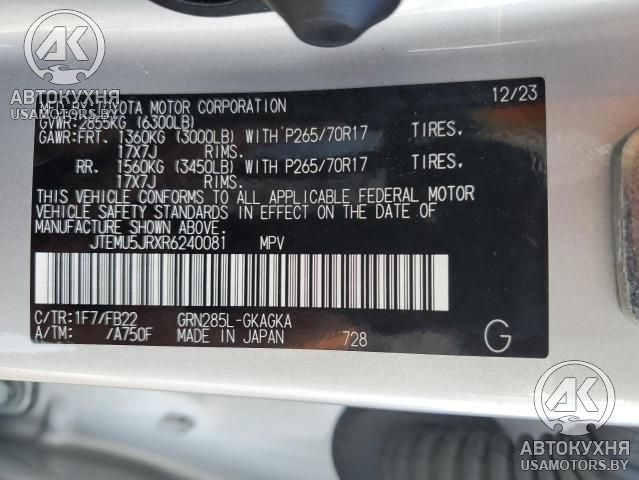 АВТОКУХНЯ
USAMOTORS.BY
MFD BY: TOYOTA MOTOR CORPORATION 12/23
GVWR: 2855KG (6300LB)
GAWR:FRT. 1360KG (3000LB) WITH P265/70R17 TIRES,
17X7J RIMS.
RR. 1560KG (3450LB) WITH P265/70R17 TIRES,
17X7J RIMS.
THIS VEHICLE CONFORMS TO ALL APPLICABLE FEDERAL MOTOR
VEHICLE SAFETY STANDARDS IN EFFECT ON THE DATE OF
MANUFACTURE SHOWN ABOVE.
JTEMU5JRXR6240081 MPV
C/TR:1F7/FB22 GRN285L-GKAGKA
A/TM: /A750F MADE IN JAPAN 728 G
АК
АВТОКУХНЯ
USAMOTORS.BY